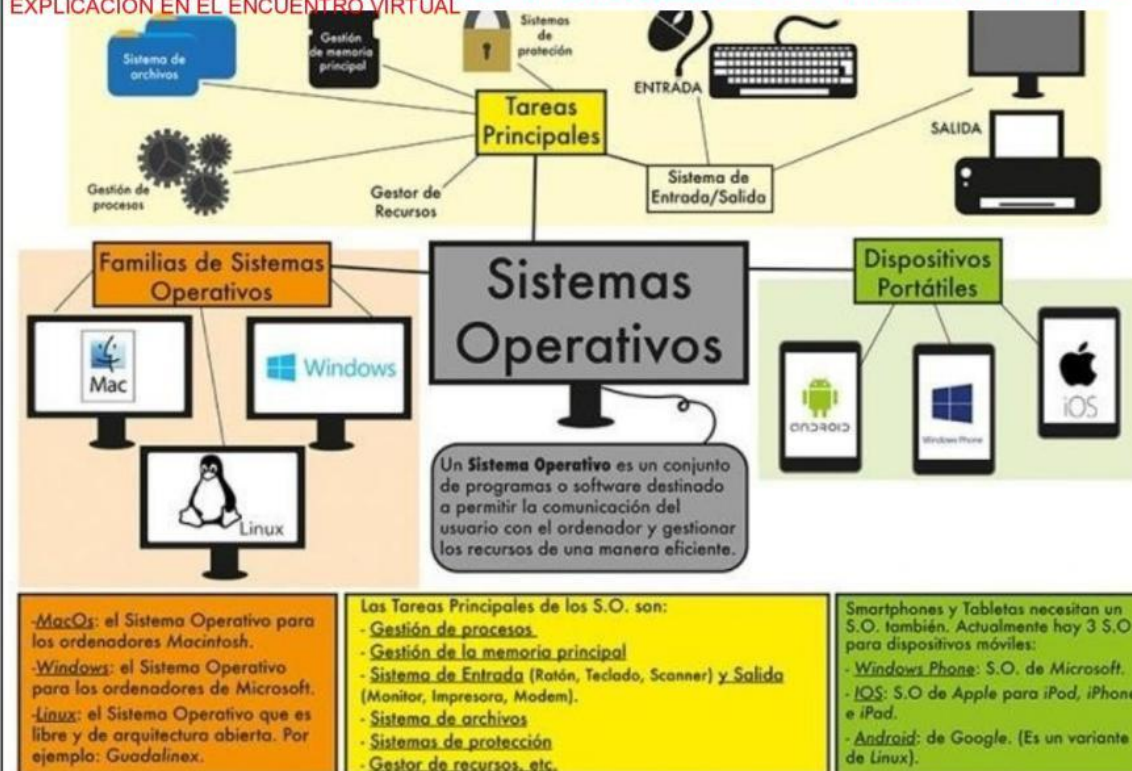 EXPLICACIÓN EN EL ENCUENTRO VIRTUAL
Sistema de
archivos
Gestión
de memoria
principal
Sistemas
de
proteción
ENTRADA
Tareas
Principales
SALIDA
Gestión de
procesos
Gestor de
Recursos
Sistema de
Entrada/Salida
Familias de Sistemas
Operativos
Sistemas
Operativos
Dispositivos
Portátiles
Mac
Windows
Linux
ANDROID
Windows Phone
iOS
Un Sistema Operativo es un conjunto
de programas o software destinado
a permitir la comunicación del
usuario con el ordenador y gestionar
los recursos de una manera eficiente.
-MacOs: el Sistema Operativo para
los ordenadores Macintosh.
-Windows: el Sistema Operativo
para los ordenadores de Microsoft.
-Linux: el Sistema Operativo que es
libre y de arquitectura abierta. Por
ejemplo: Guadalinex.
Las Tareas Principales de los S.O. son:
- Gestión de procesos
- Gestión de la memoria principal
- Sistema de Entrada (Ratón, Teclado, Scanner) y Salida
(Monitor, Impresora, Modem).
- Sistema de archivos
- Sistemas de protección
- Gestor de recursos, etc.
Smartphones y Tabletas necesitan un
S.O. también. Actualmente hay 3 S.O
para dispositivos móviles:
- Windows Phone: S.O. de Microsoft.
- IOS: S.O de Apple para iPod, iPhone
e iPad.
- Android: de Google. (Es un variante
de Linux).